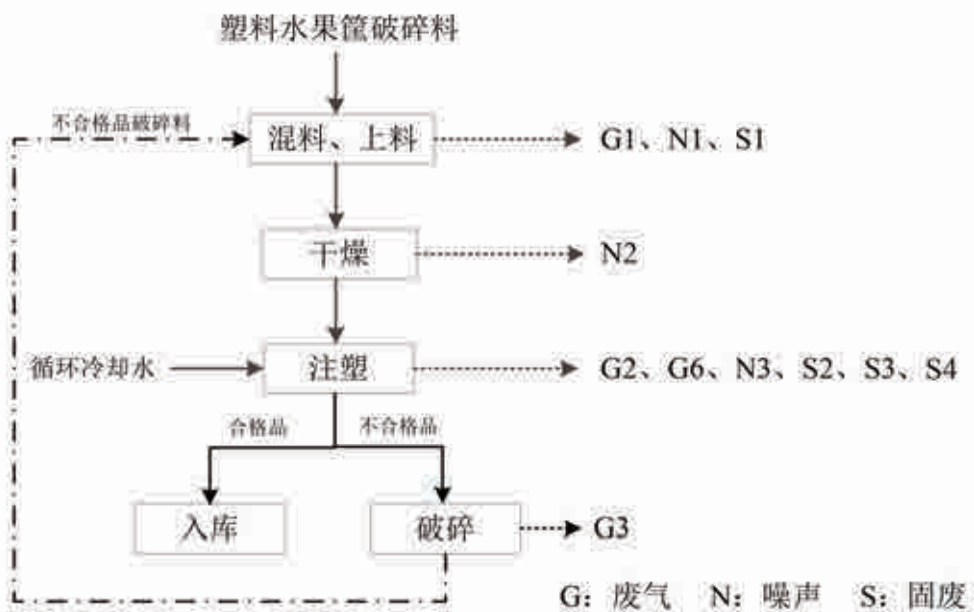 塑料水果筐破碎料
不合格品破碎料
混料、上料
G1、N1、S1
干燥
N2
循环冷却水
注塑
G2、G6、N3、S2、S3、S4
合格品
不合格品
入库
破碎
G3
G：废气 N：噪声 S：固废